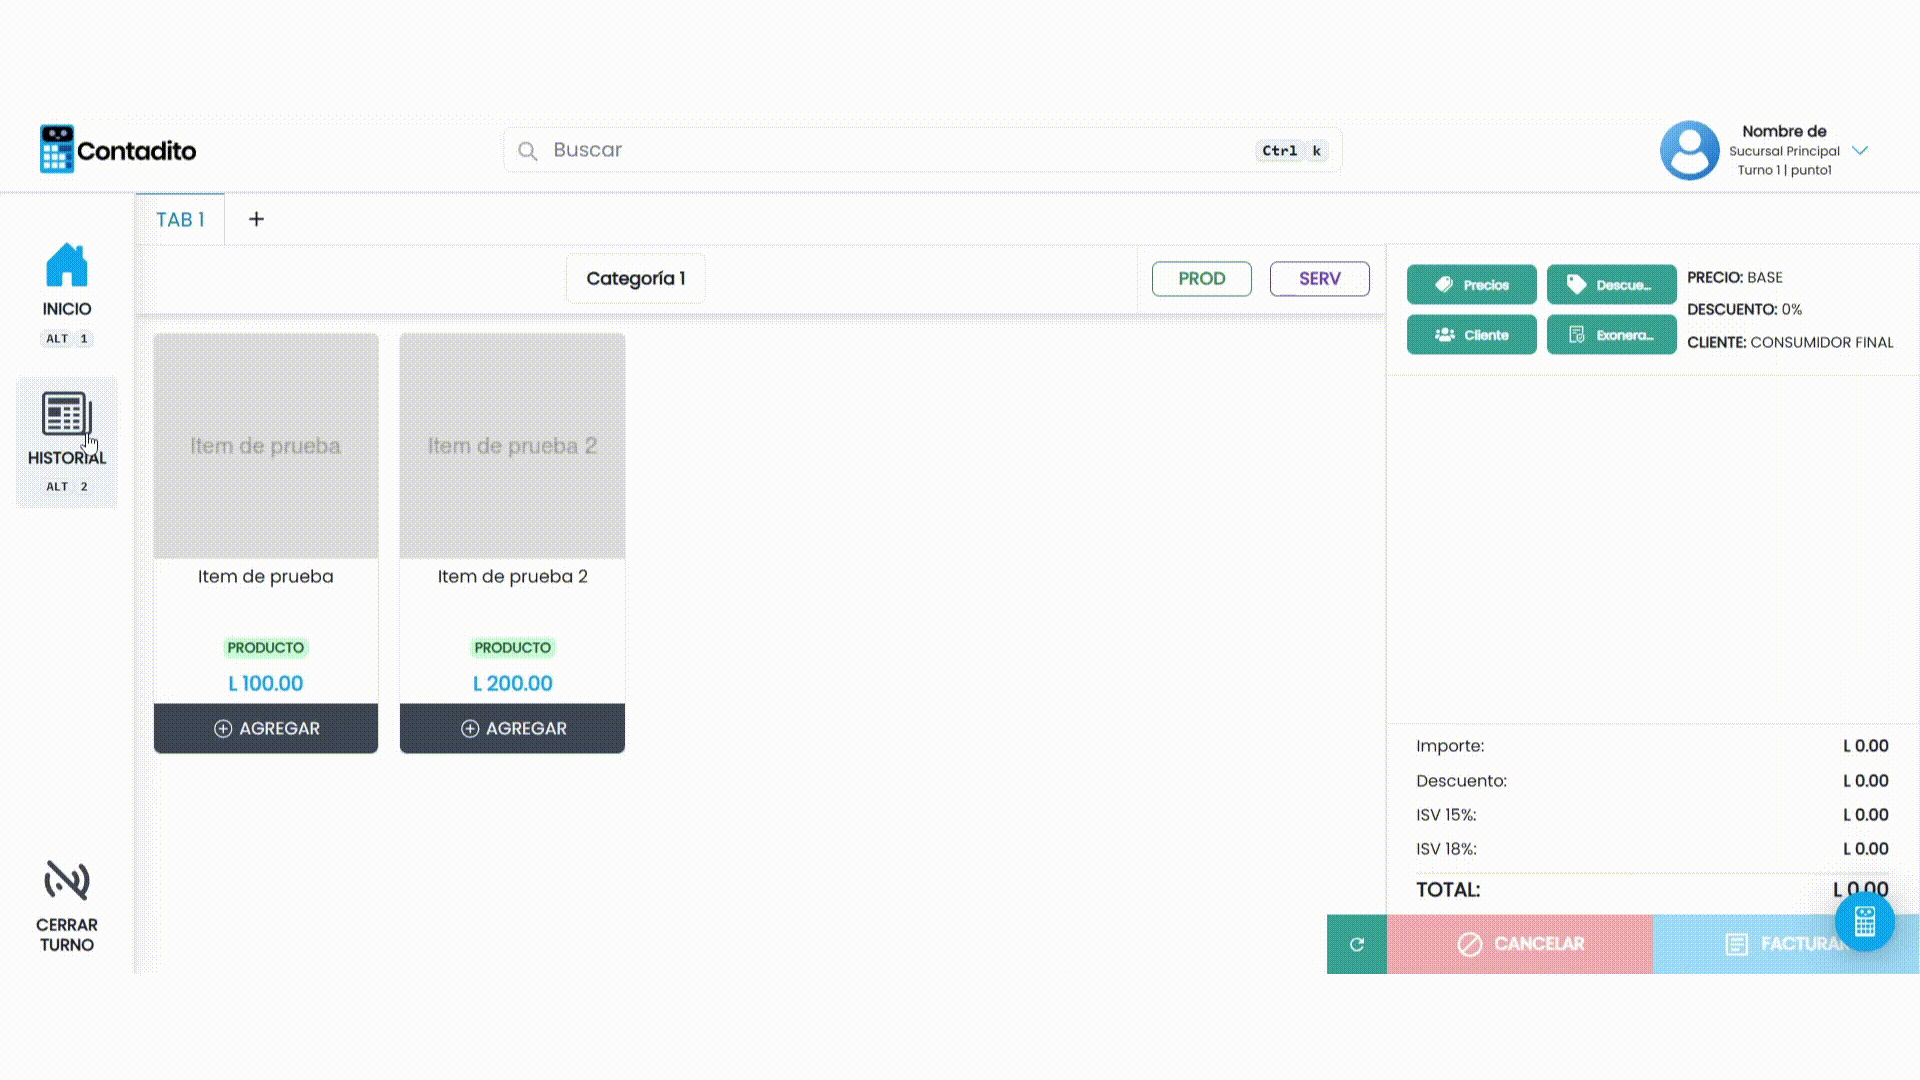 Contadito
Buscar
Ctrl k
Nombre de
Sucursal Principal
Turno 1 | punto1
TAB 1
+
INICIO
ALT 1
HISTORIAL
ALT 2
CERRAR
TURNO
Categoría 1
PROD
SERV
Item de prueba
Item de prueba 2
Item de prueba
Item de prueba 2
PRODUCTO
PRODUCTO
L 100.00
L 200.00
AGREGAR
AGREGAR
Precios
Descue...
Cliente
Exonera...
PRECIO: BASE
DESCUENTO: 0%
CLIENTE: CONSUMIDOR FINAL
Importe: L 0.00
Descuento: L 0.00
ISV 15%: L 0.00
ISV 18%: L 0.00
TOTAL: L 0.00
CANCELAR
FACTURAR